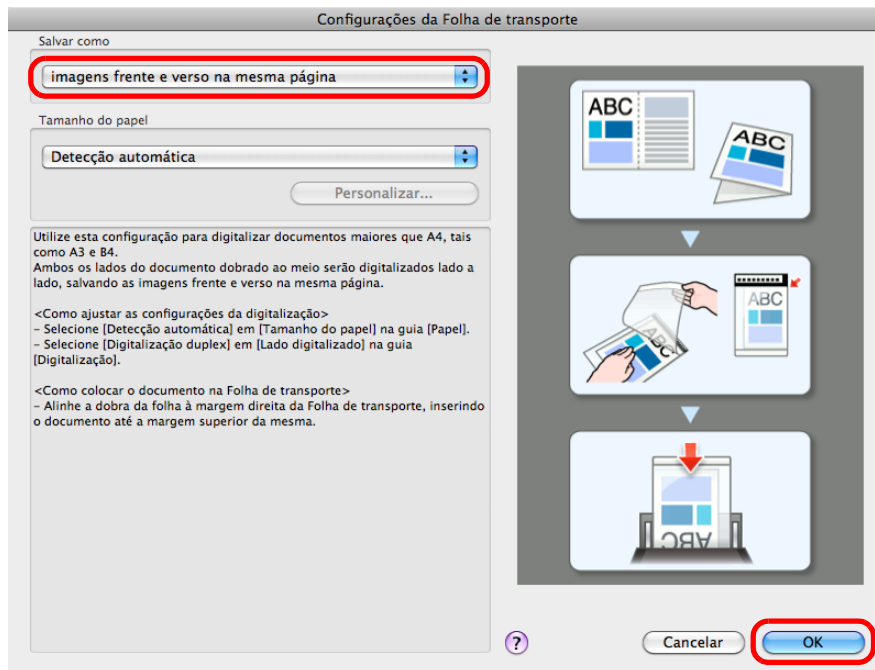 Configurações da Folha de transporte
Salvar como
imagens frente e verso na mesma página
Tamanho do papel
Detecção automática
Personalizar...
Utilize esta configuração para digitalizar documentos maiores que A4, tais
como A3 e B4.
Ambos os lados do documento dobrado ao meio serão digitalizados lado a
lado, salvando as imagens frente e verso na mesma página.
<Como ajustar as configurações da digitalização>
– Selecione [Detecção automática] em [Tamanho do papel] na guia [Papel].
– Selecione [Digitalização duplex] em [Lado digitalizado] na guia
[Digitalização].
<Como colocar o documento na Folha de transporte>
– Alinhe a dobra da folha à margem direita da Folha de transporte, inserindo
o documento até a margem superior da mesma.
ABC
ABC
ABC
ABC
ABC
?
Cancelar
OK